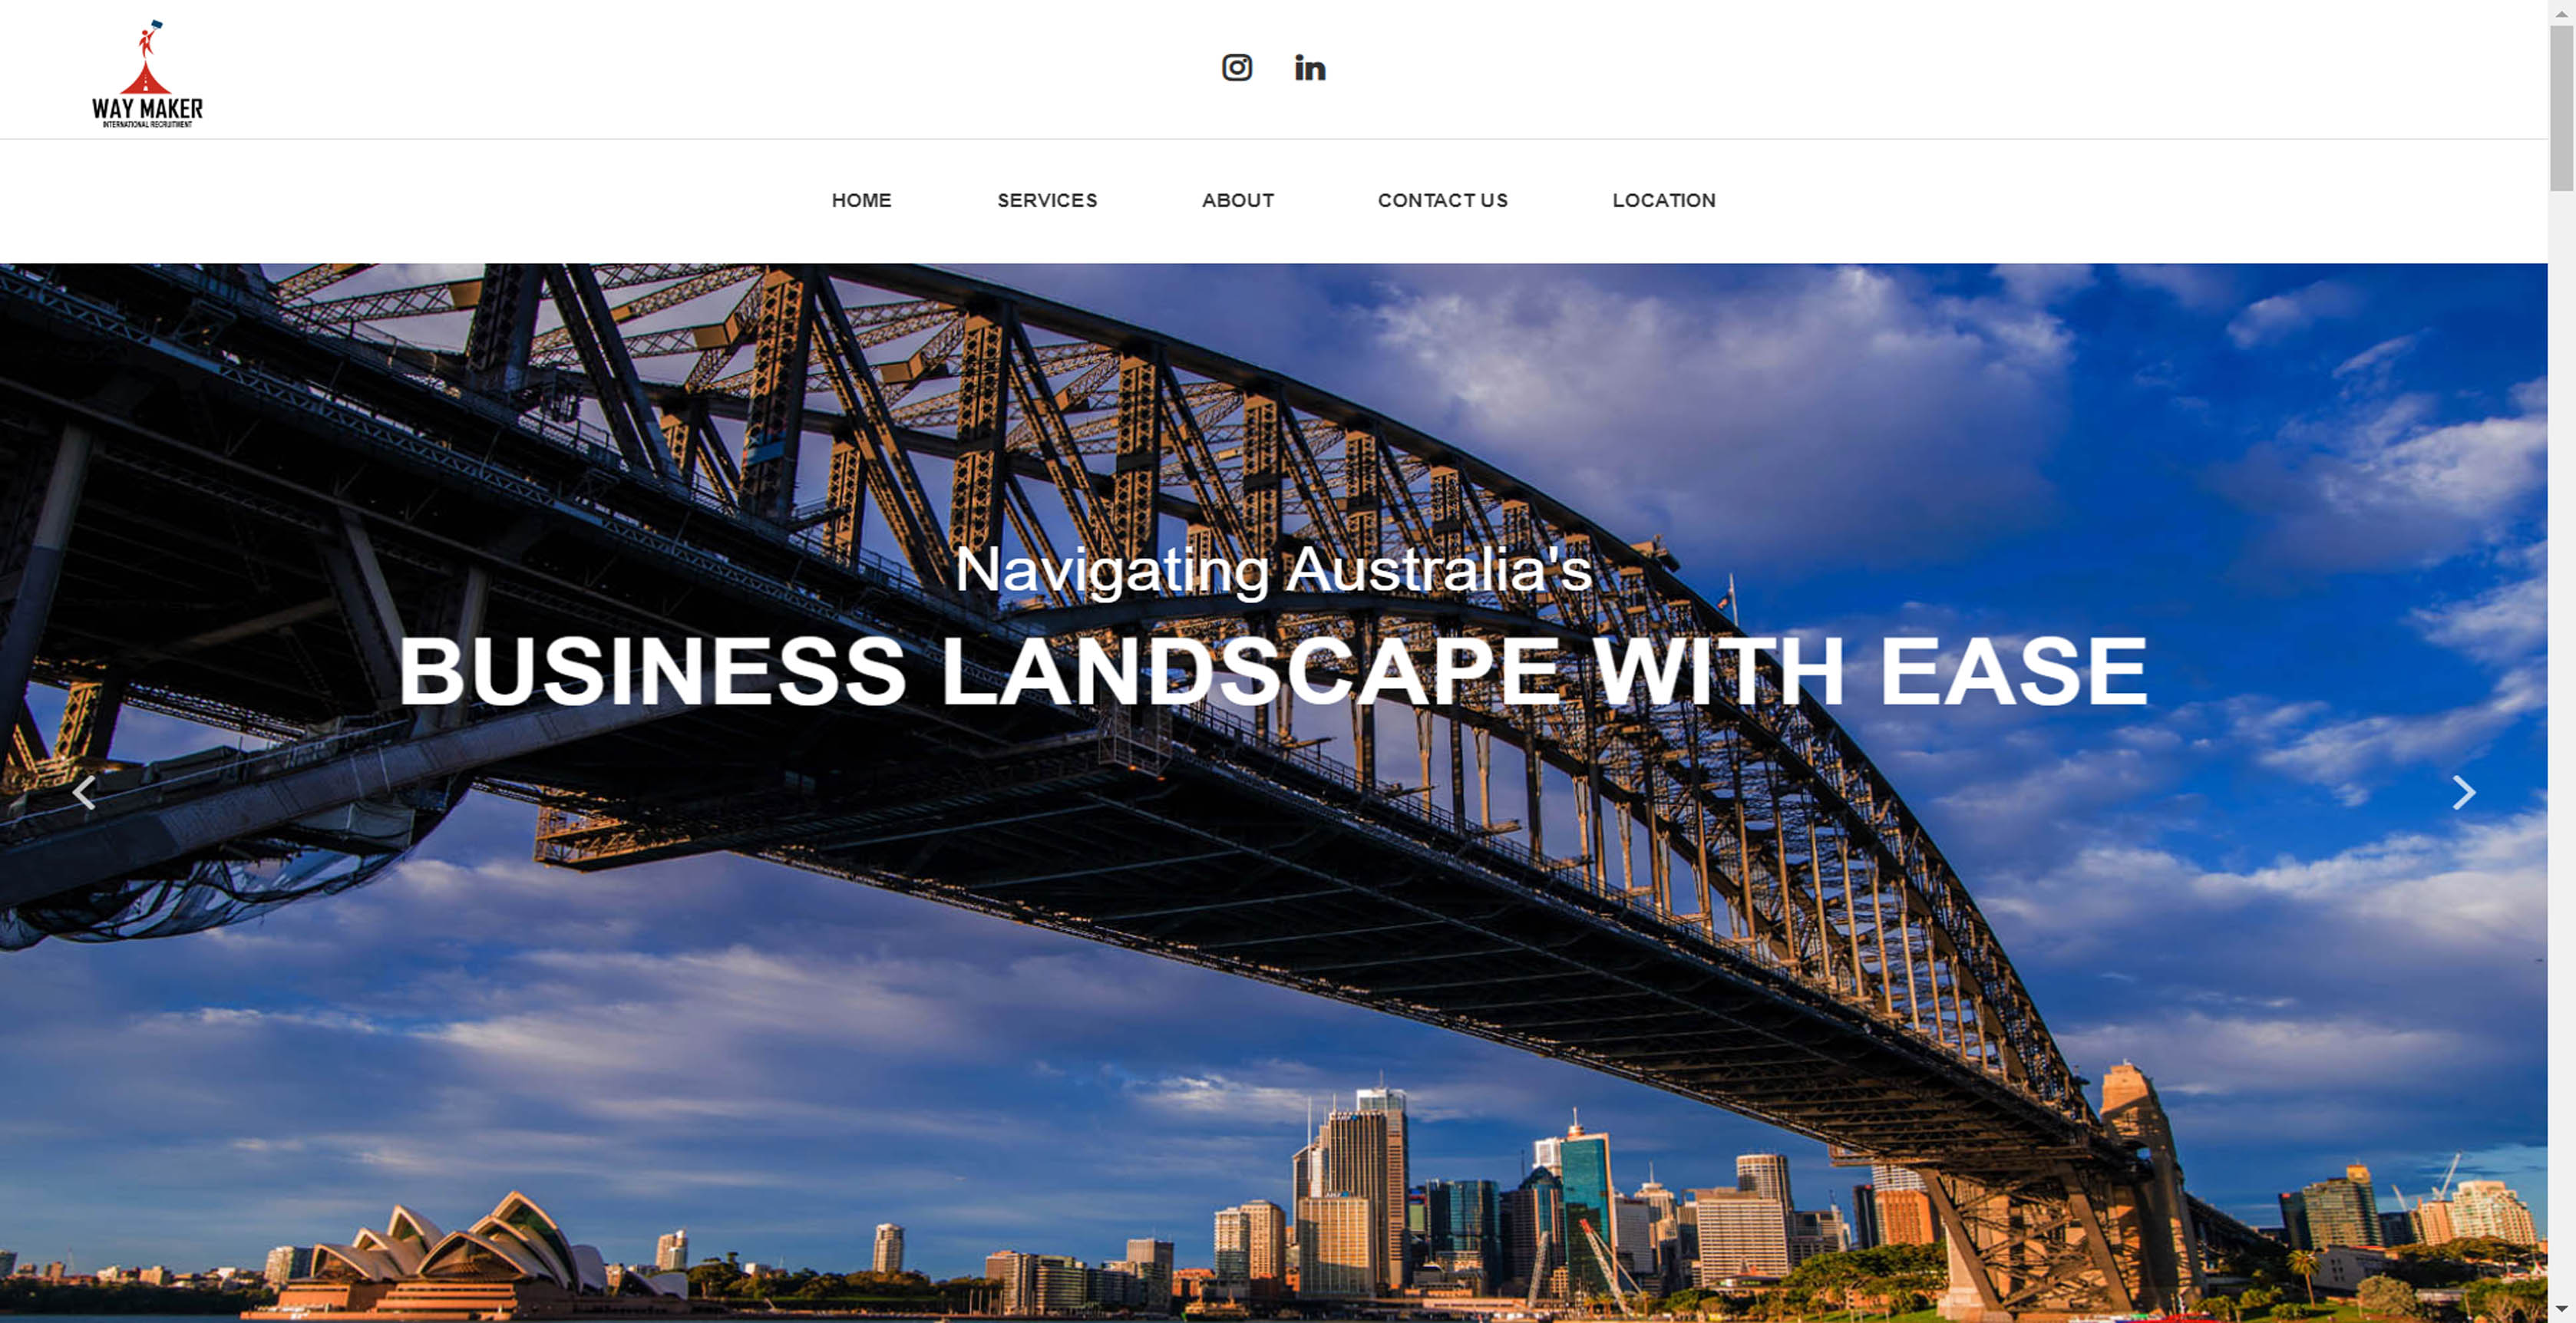 WAY MAKER
INTERNATIONAL RECRUITMENT
HOME SERVICES ABOUT CONTACT US LOCATION
Navigating Australia's
BUSINESS LANDSCAPE WITH EASE